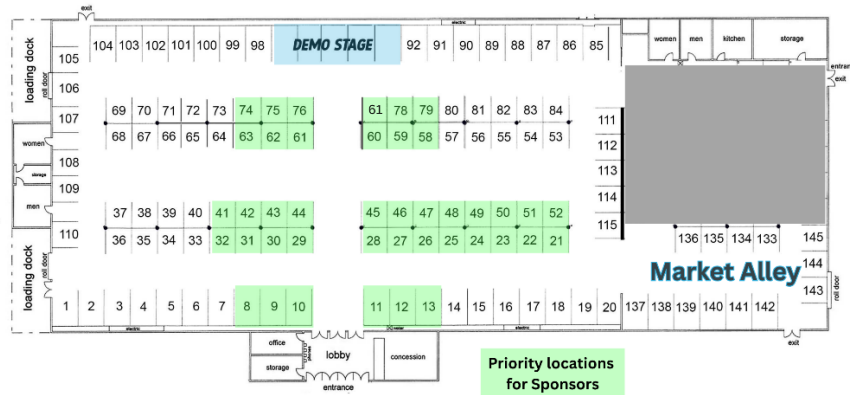 exit
electric
women
men
kitchen
storage
104 103 102 101 100 99 98
DEMO STAGE
92 91 90 89 88 87 86 85
loading dock
roll door
105
106
107
entran
exit
69 70 71 72 73 74 75 76
61 78 79 80 81 82 83 84
68 67 66 65 64 63 62 61
60 59 58 57 56 55 54 53
111
112
113
114
115
women
storage
men
108
109
110
37 38 39 40 41 42 43 44
45 46 47 48 49 50 51 52
36 35 34 33 32 31 30 29
28 27 26 25 24 23 22 21
136 135 134 133
145
144
143
Market Alley
roll door
loading dock
roll door
1 2 3 4 5 6 7 8 9 10
11 12 13 14 15 16 17 18 19 20
137 138 139 140 141 142
electric
water
electric
exit
office
storage
phones
lobby
concession
entrance
Priority locations
for Sponsors